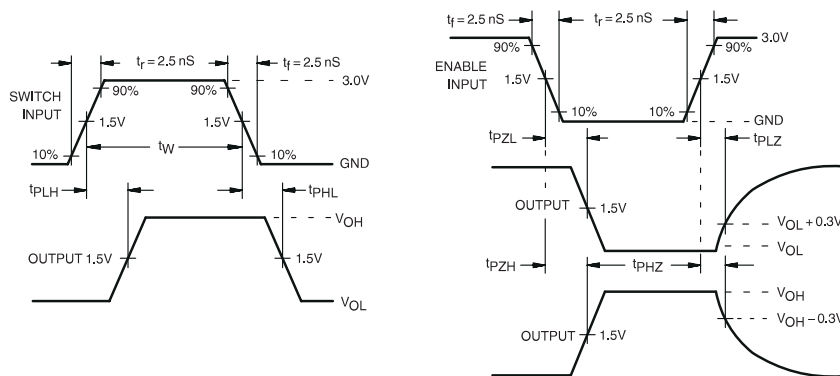 tr = 2.5 nS
tf = 2.5 nS
SWITCH
INPUT
90%
90%
3.0V
1.5V
1.5V
tW
10%
10%
GND
tPLH
tPHL
VOH
OUTPUT 1.5V
1.5V
VOL
tf = 2.5 nS
tr = 2.5 nS
90%
90%
3.0V
ENABLE
INPUT
1.5V
1.5V
10%
10%
GND
tPZL
tPLZ
OUTPUT
1.5V
VOL + 0.3V
VOL
tPZH
tPHZ
VOH
VOH – 0.3V
OUTPUT
1.5V